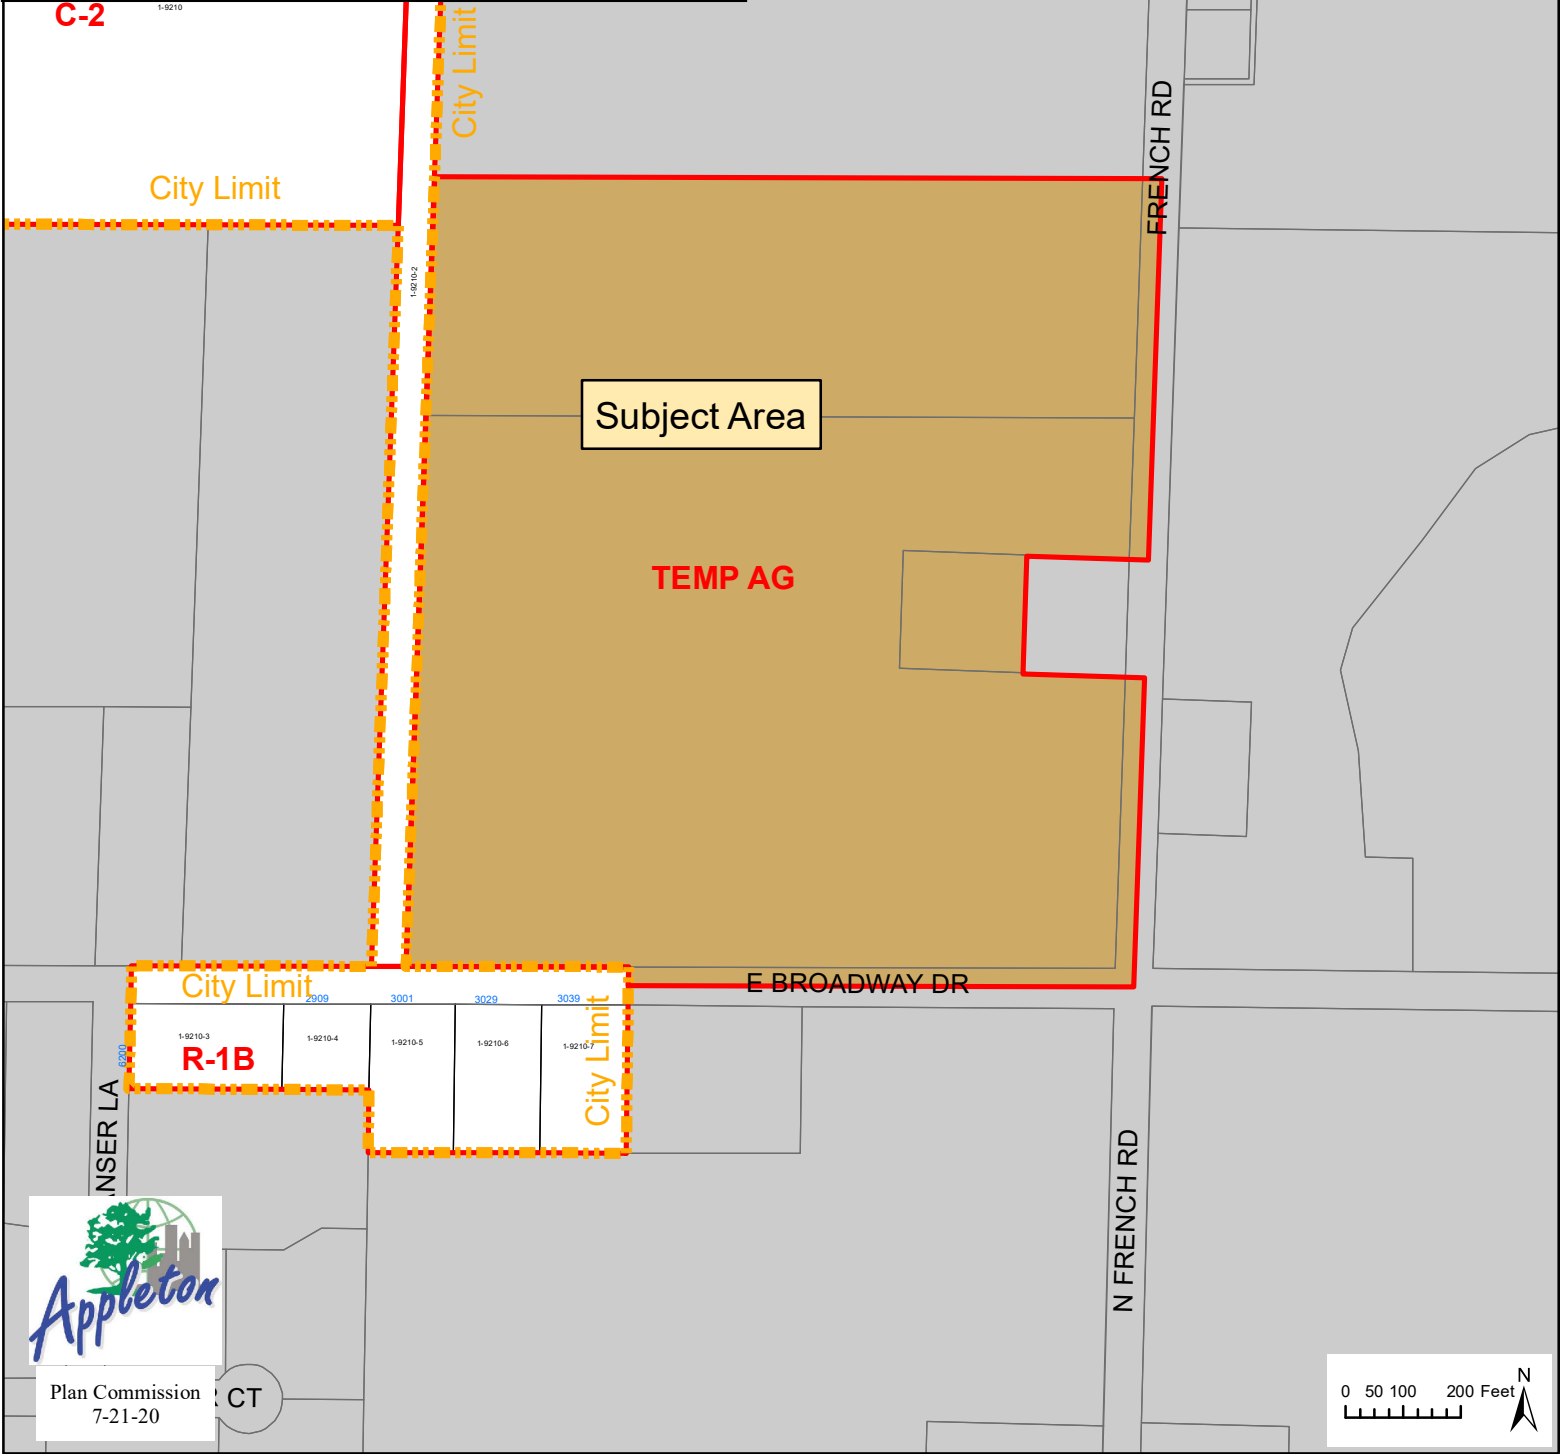 C-2
1-9210
City Limit
FRENCH RD
City Limit
1-9210-2
Subject Area
TEMP AG
E BROADWAY DR
City Limit
2909
3001
3029
3039
1-9210-3
1-9210-4
1-9210-5
1-9210-6
1-9210-7
R-1B
6200
City Limit
ANSER LA
N FRENCH RD
Appleton
Plan Commission
7-21-20
CT
N
0 50 100 200 Feet